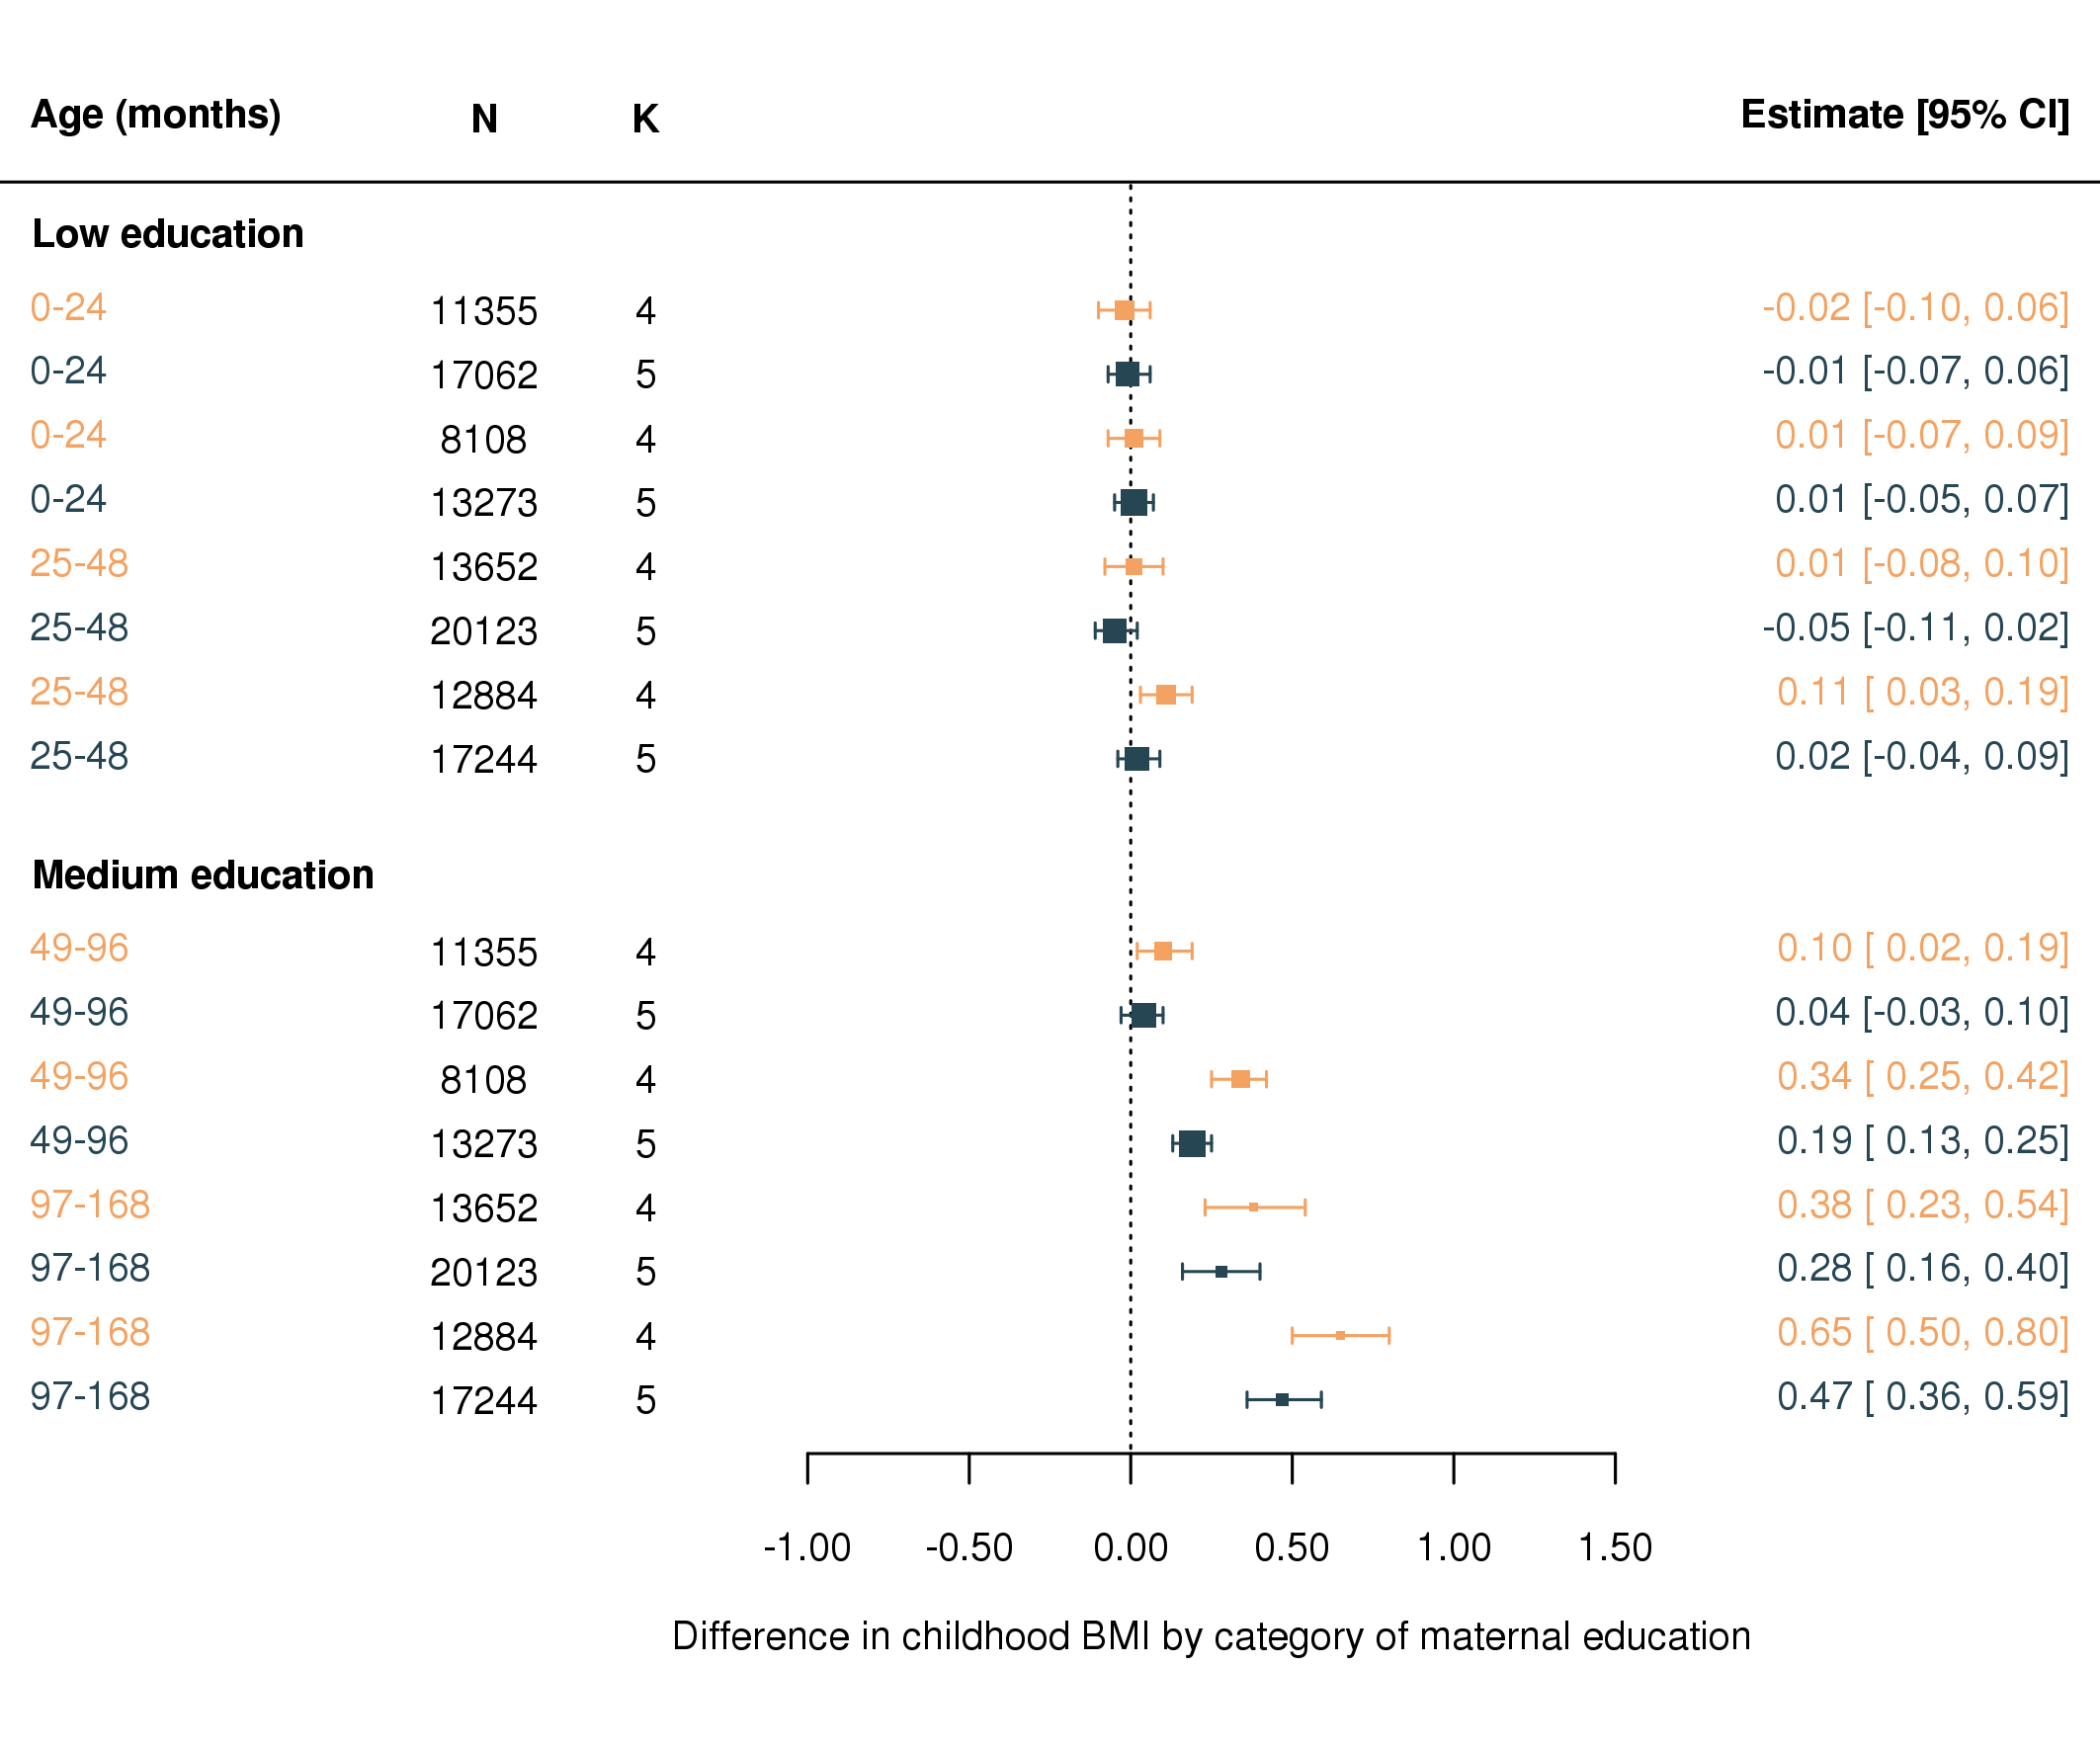 Age (months) N K Estimate [95% CI]
Low education
0-24 11355 4 -0.02 [-0.10, 0.06]
0-24 17062 5 -0.01 [-0.07, 0.06]
0-24 8108 4 0.01 [-0.07, 0.09]
0-24 13273 5 0.01 [-0.05, 0.07]
25-48 13652 4 0.01 [-0.08, 0.10]
25-48 20123 5 -0.05 [-0.11, 0.02]
25-48 12884 4 0.11 [ 0.03, 0.19]
25-48 17244 5 0.02 [-0.04, 0.09]
Medium education
49-96 11355 4 0.10 [ 0.02, 0.19]
49-96 17062 5 0.04 [-0.03, 0.10]
49-96 8108 4 0.34 [ 0.25, 0.42]
49-96 13273 5 0.19 [ 0.13, 0.25]
97-168 13652 4 0.38 [ 0.23, 0.54]
97-168 20123 5 0.28 [ 0.16, 0.40]
97-168 12884 4 0.65 [ 0.50, 0.80]
97-168 17244 5 0.47 [ 0.36, 0.59]
-1.00 -0.50 0.00 0.50 1.00 1.50
Difference in childhood BMI by category of maternal education